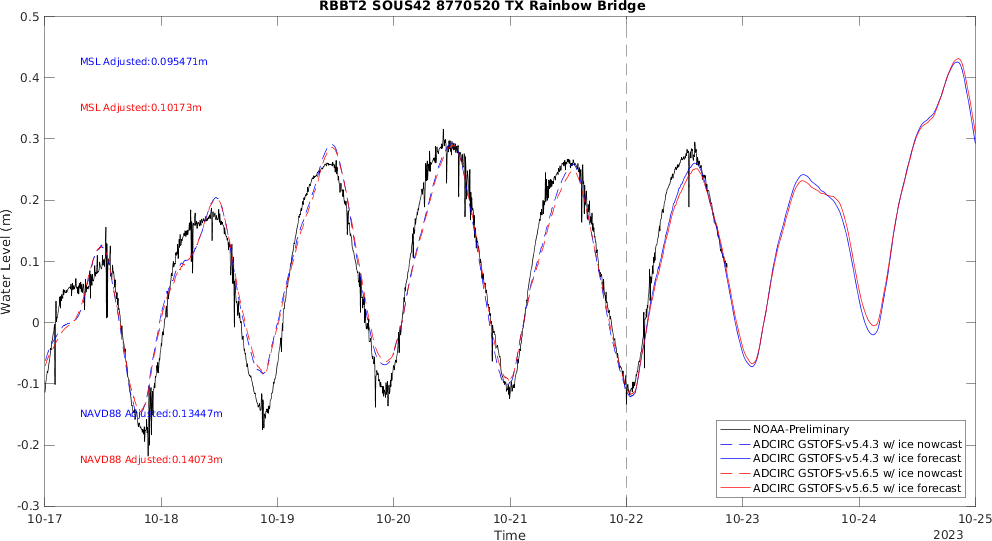 RBBT2 SOUS42 8770520 TX Rainbow Bridge
0.5
0.4
0.3
0.2
0.1
0
-0.1
-0.2
-0.3
Water Level (m)
MSL Adjusted:0.095471m
MSL Adjusted:0.10173m
NAVD88 Adjusted:0.13447m
NAVD88 Adjusted:0.14073m
NOAA-Preliminary
ADCIRC GSTOFS-v5.4.3 w/ ice nowcast
ADCIRC GSTOFS-v5.4.3 w/ ice forecast
ADCIRC GSTOFS-v5.6.5 w/ ice nowcast
ADCIRC GSTOFS-v5.6.5 w/ ice forecast
10-17 10-18 10-19 10-20 10-21 10-22 10-23 10-24 10-25
Time
2023